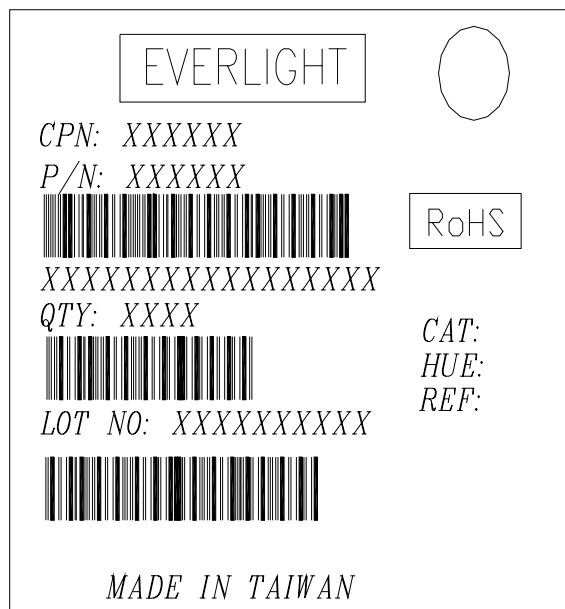 EVERLIGHT
CPN: XXXXXX
P/N: XXXXXX
RoHS
XXXXXXXXXXXXXXXXX
QTY: XXXX
CAT:
HUE:
REF:
LOT NO: XXXXXXXXXX
MADE IN TAIWAN